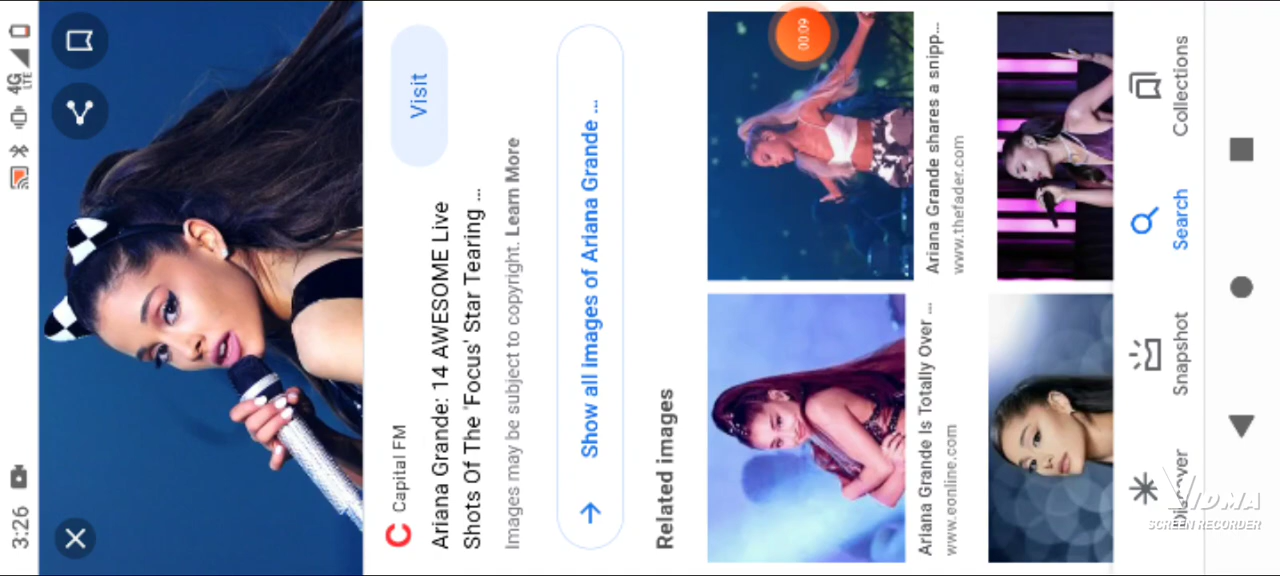 3:26
4G
LTE
C Capital FM
Ariana Grande: 14 AWESOME Live
Shots Of The 'Focus' Star Tearing ...
Visit
Images may be subject to copyright. Learn More
→ Show all images of Ariana Grande ...
Related images
Ariana Grande Is Totally Over ...
www.eonline.com
00:09
Ariana Grande shares a snipp...
www.thefader.com
Discover
Snapshot
Search
Collections
VIDMA
SCREEN RECORDER